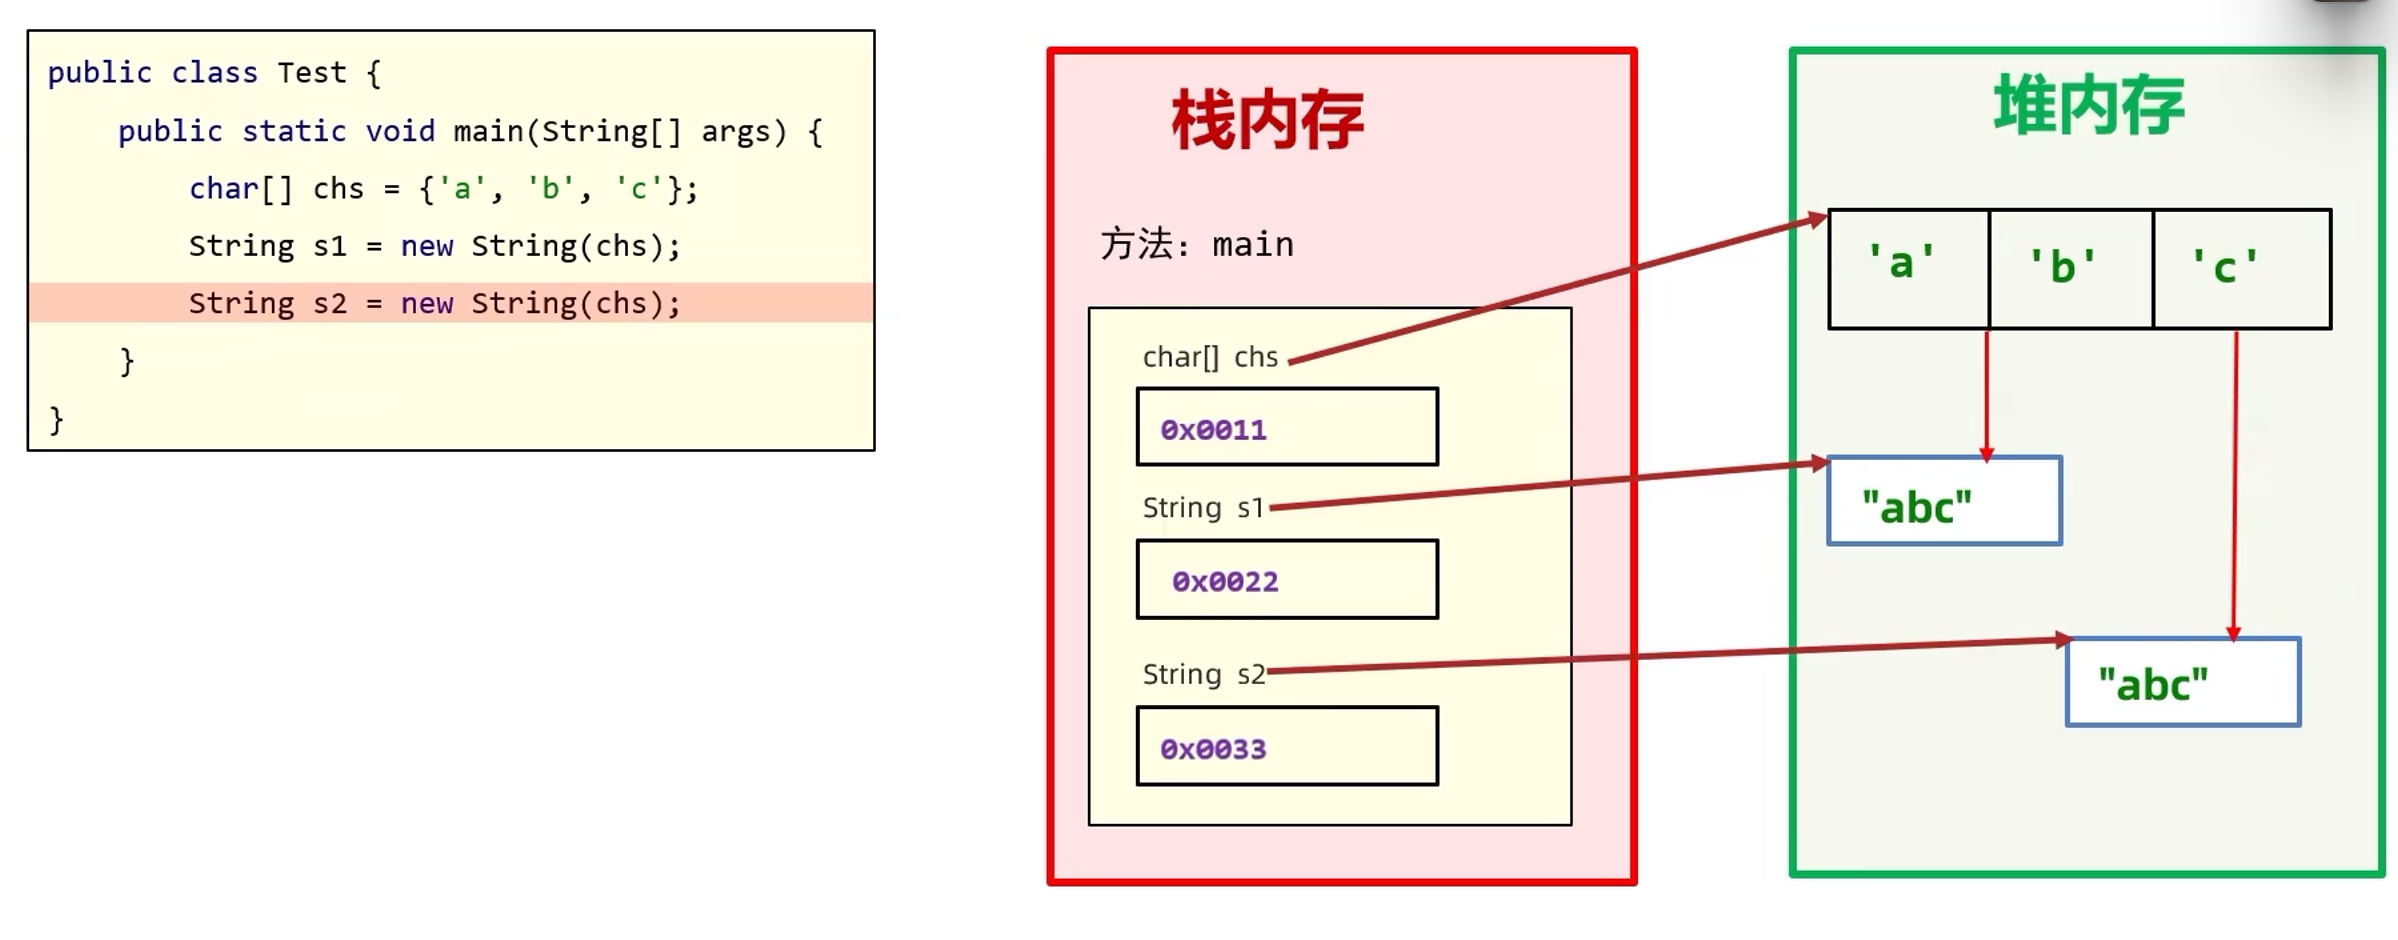 public class Test {
public static void main(String[] args) {
char[] chs = {'a', 'b', 'c'};
String s1 = new String(chs);
String s2 = new String(chs);
}
}
栈内存
方法：main
char[] chs
0x0011
String s1
0x0022
String s2
0x0033
堆内存
'a' 'b' 'c'
"abc"
"abc"